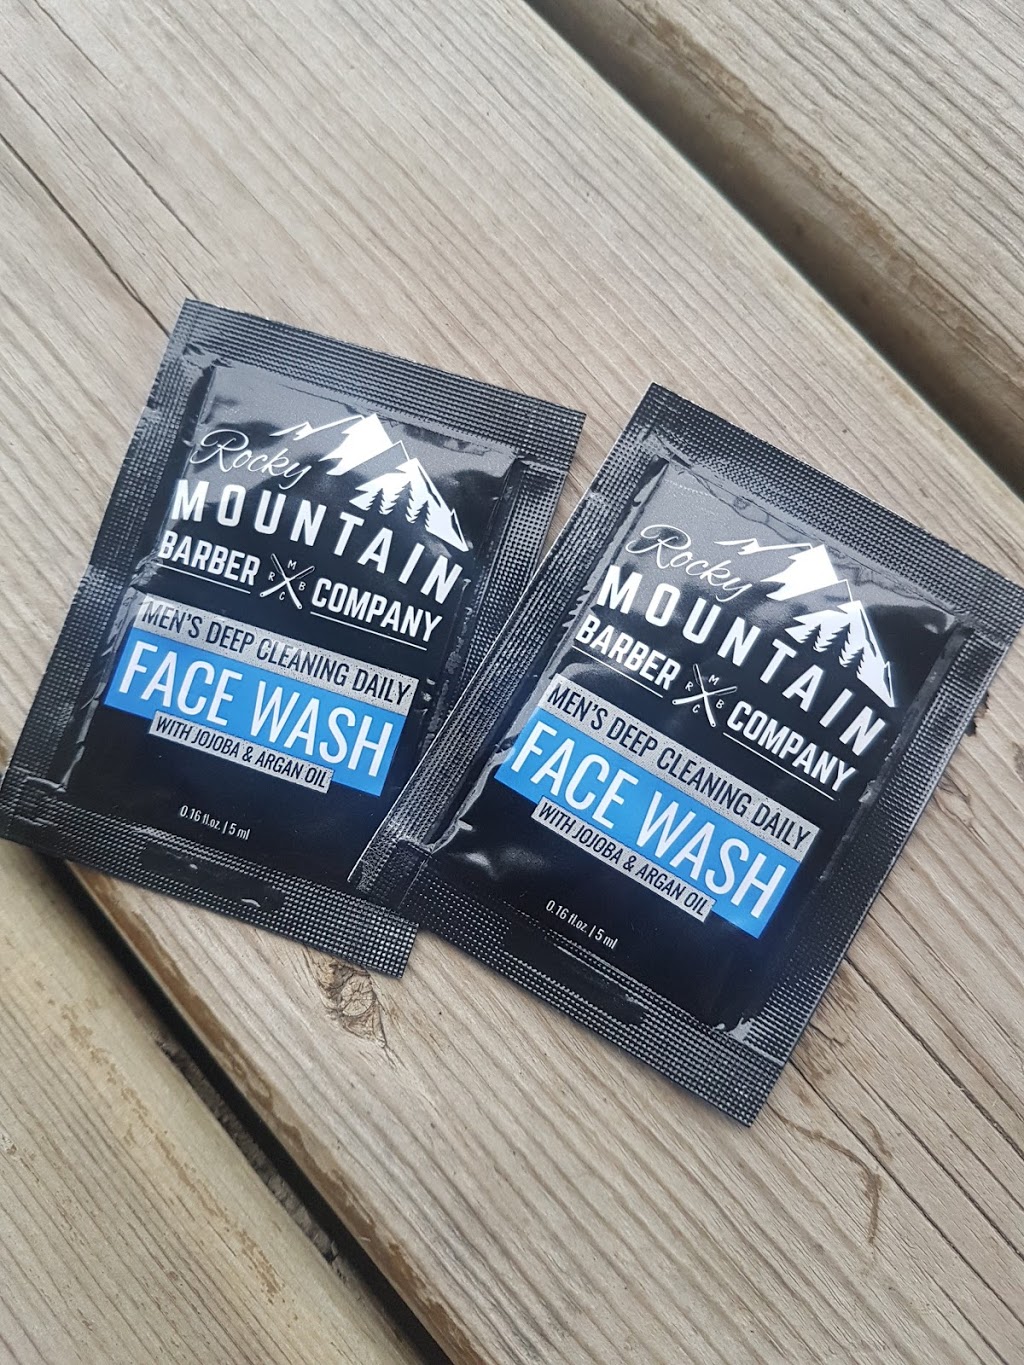 Rocky
MOUNTAIN
BARBER M R B C COMPANY
MEN'S DEEP CLEANING DAILY
FACE WASH
WITH JOJOBA & ARGAN OIL
0.16 fl.oz. | 5 ml
Rocky
MOUNTAIN
BARBER M R B C COMPANY
MEN'S DEEP CLEANING DAILY
FACE WASH
WITH JOJOBA & ARGAN OIL
0.16 fl.oz. | 5 ml